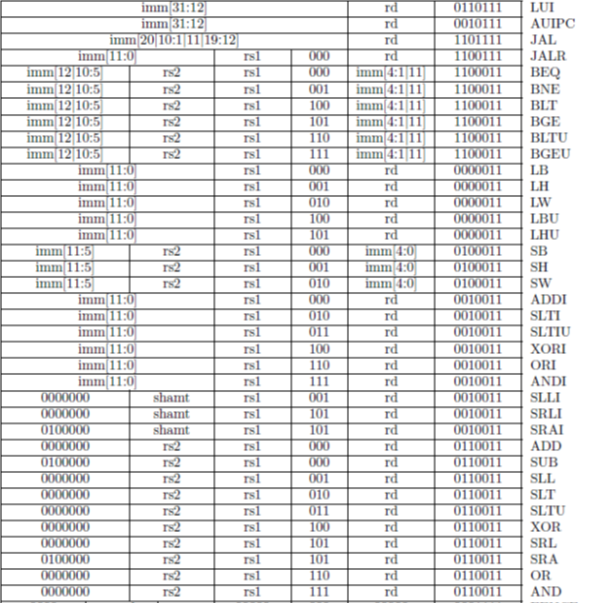 imm[31:12] rd 0110111 LUI
imm[31:12] rd 0010111 AUIPC
imm[20|10:1|11|19:12] rd 1101111 JAL
imm[11:0] rs1 000 rd 1100111 JALR
imm[12|10:5] rs2 rs1 000 imm[4:1|11] 1100011 BEQ
imm[12|10:5] rs2 rs1 001 imm[4:1|11] 1100011 BNE
imm[12|10:5] rs2 rs1 100 imm[4:1|11] 1100011 BLT
imm[12|10:5] rs2 rs1 101 imm[4:1|11] 1100011 BGE
imm[12|10:5] rs2 rs1 110 imm[4:1|11] 1100011 BLTU
imm[12|10:5] rs2 rs1 111 imm[4:1|11] 1100011 BGEU
imm[11:0] rs1 000 rd 0000011 LB
imm[11:0] rs1 001 rd 0000011 LH
imm[11:0] rs1 010 rd 0000011 LW
imm[11:0] rs1 100 rd 0000011 LBU
imm[11:0] rs1 101 rd 0000011 LHU
imm[11:5] rs2 rs1 000 imm[4:0] 0100011 SB
imm[11:5] rs2 rs1 001 imm[4:0] 0100011 SH
imm[11:5] rs2 rs1 010 imm[4:0] 0100011 SW
imm[11:0] rs1 000 rd 0010011 ADDI
imm[11:0] rs1 010 rd 0010011 SLTI
imm[11:0] rs1 011 rd 0010011 SLTIU
imm[11:0] rs1 100 rd 0010011 XORI
imm[11:0] rs1 110 rd 0010011 ORI
imm[11:0] rs1 111 rd 0010011 ANDI
0000000 shamt rs1 001 rd 0010011 SLLI
0000000 shamt rs1 101 rd 0010011 SRLI
0100000 shamt rs1 101 rd 0010011 SRAI
0000000 rs2 rs1 000 rd 0110011 ADD
0100000 rs2 rs1 000 rd 0110011 SUB
0000000 rs2 rs1 001 rd 0110011 SLL
0000000 rs2 rs1 010 rd 0110011 SLT
0000000 rs2 rs1 011 rd 0110011 SLTU
0000000 rs2 rs1 100 rd 0110011 XOR
0000000 rs2 rs1 101 rd 0110011 SRL
0100000 rs2 rs1 101 rd 0110011 SRA
0000000 rs2 rs1 110 rd 0110011 OR
0000000 rs2 rs1 111 rd 0110011 AND